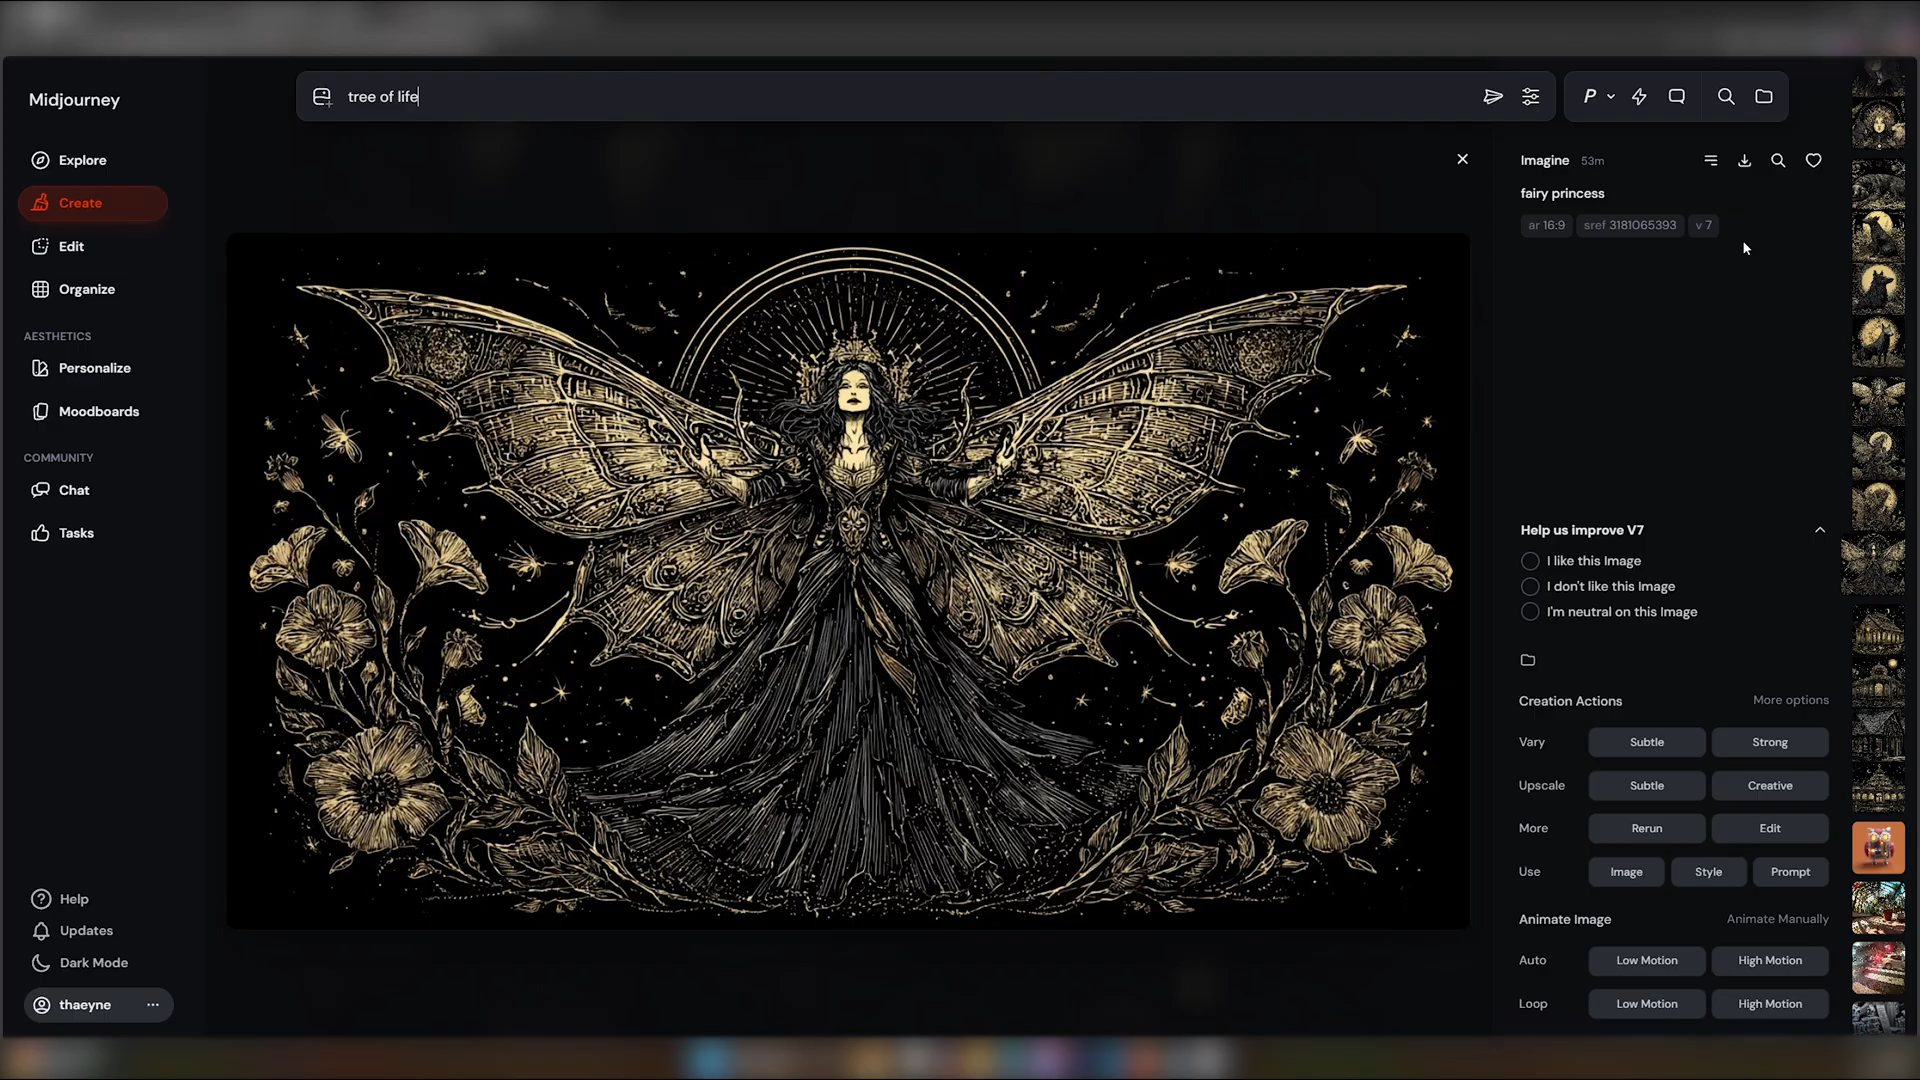 Midjourney
tree of life
P
Explore
Create
Edit
Organize
AESTHETICS
Personalize
Moodboards
COMMUNITY
Chat
Tasks
Help
Updates
Dark Mode
thaeyne
Imagine 53m
fairy princess
ar 16:9 sref 3181065393 v 7
Help us improve V7
I like this Image
I don't like this Image
I'm neutral on this Image
Creation Actions More options
Vary Subtle Strong
Upscale Subtle Creative
More Rerun Edit
Use Image Style Prompt
Animate Image Animate Manually
Auto Low Motion High Motion
Loop Low Motion High Motion